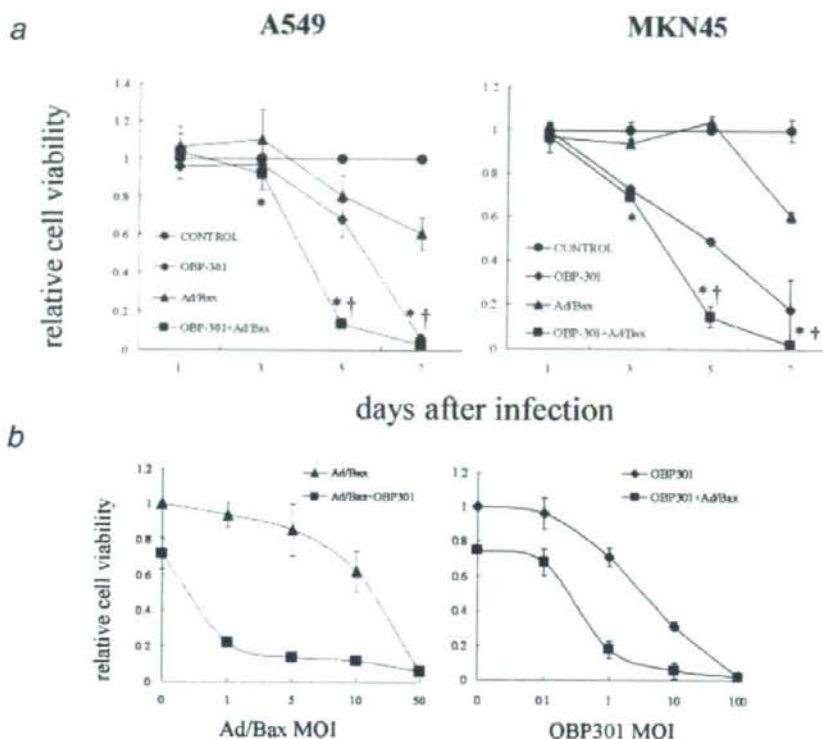 a
A549
MKN45
relative cell viability
1.4
1.2
1
0.8
0.6
0.4
0.2
0
CONTROL
OBP-301
Ad/Bax
OBP-301+Ad/Bax
*
* †
* †
1 3 5 7
1.2
1
0.8
0.6
0.4
0.2
0
CONTROL
OBP-301
Ad/Bax
OBP-301+Ad/Bax
*
* †
* †
1 3 5 7
days after infection
b
relative cell viability
1.2
1
0.8
0.6
0.4
0.2
0
Ad/Bax
Ad/Bax+OBP301
0 1 5 10 50
Ad/Bax MOI
1.2
1
0.8
0.6
0.4
0.2
0
OBP301
OBP301+Ad/Bax
0 01 1 10 100
OBP301 MOI